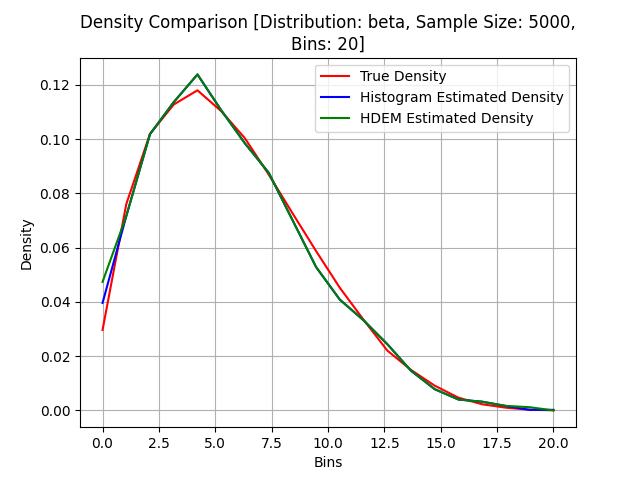 Density Comparison [Distribution: beta, Sample Size: 5000,
Bins: 20]
True Density
Histogram Estimated Density
HDEM Estimated Density
Density
0.12
0.10
0.08
0.06
0.04
0.02
0.00
0.0 2.5 5.0 7.5 10.0 12.5 15.0 17.5 20.0
Bins